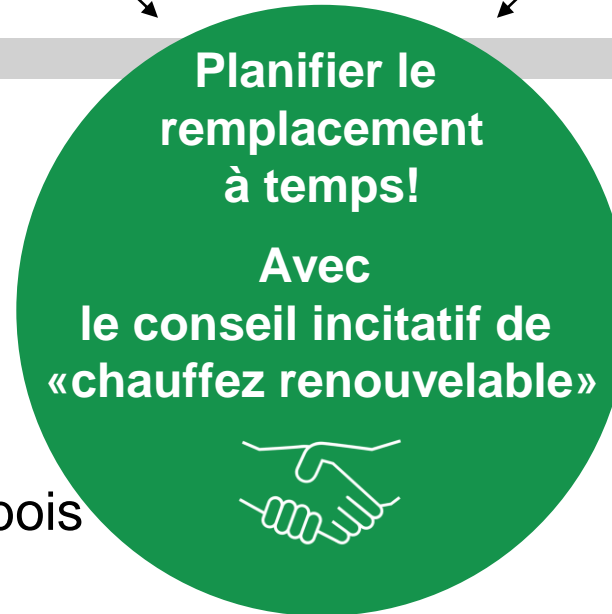 Planifier le
remplacement
à temps!
Avec
le conseil incitatif de
«chauffez renouvelable»